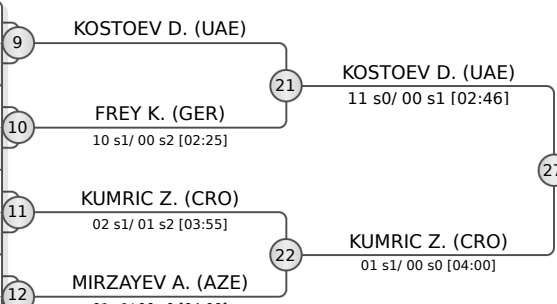 KOSTOEV D. (UAE)
9
21
KOSTOEV D. (UAE)
11 s0/ 00 s1 [02:46]
FREY K. (GER)
10
10 s1/ 00 s2 [02:25]
27
KUMRIC Z. (CRO)
11
02 s1/ 01 s2 [03:55]
22
KUMRIC Z. (CRO)
01 s1/ 00 s0 [04:00]
MIRZAYEV A. (AZE)
12